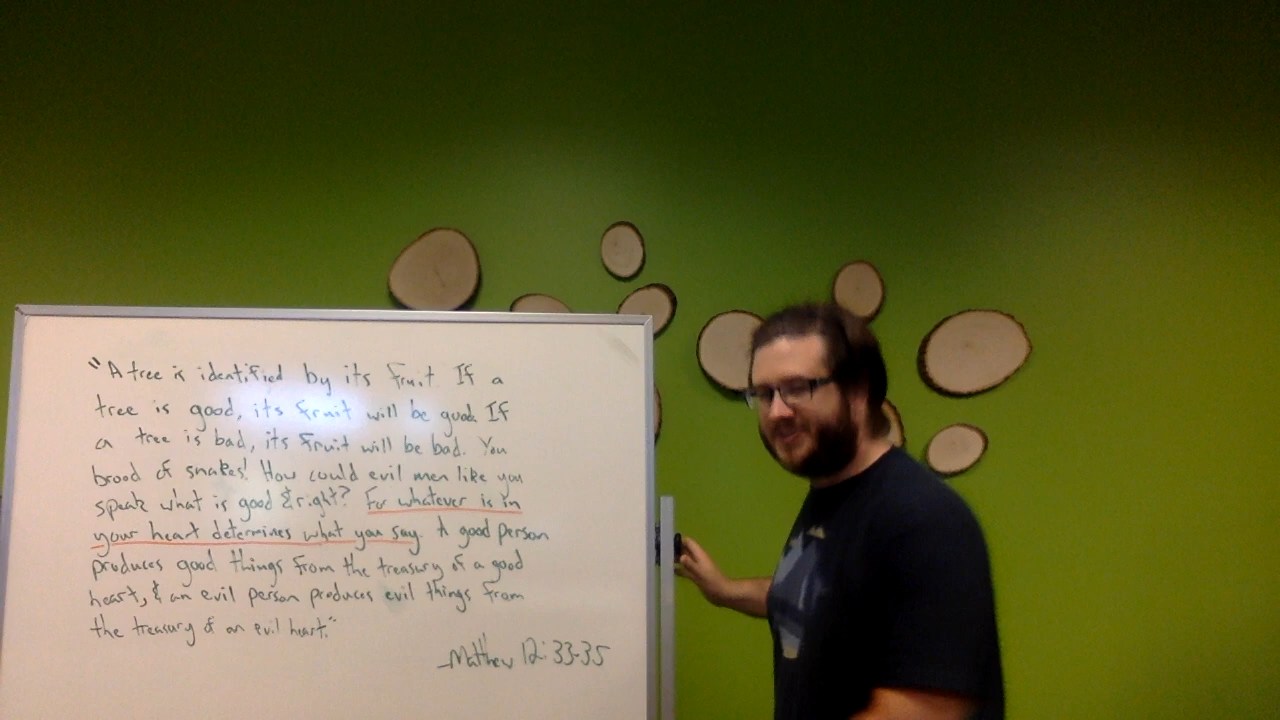 "A tree is identified by its fruit If a
tree is good, its fruit will be good. If
a tree is bad, its fruit will be bad. You
brood of snakes! How could evil men like you
speak what is good & right? For whatever is in
your heart determines what you say. A good person
produces good things from the treasury of a good
heart, & an evil person produces evil things from
the treasury of an evil heart."
-Matthew 12:33-35